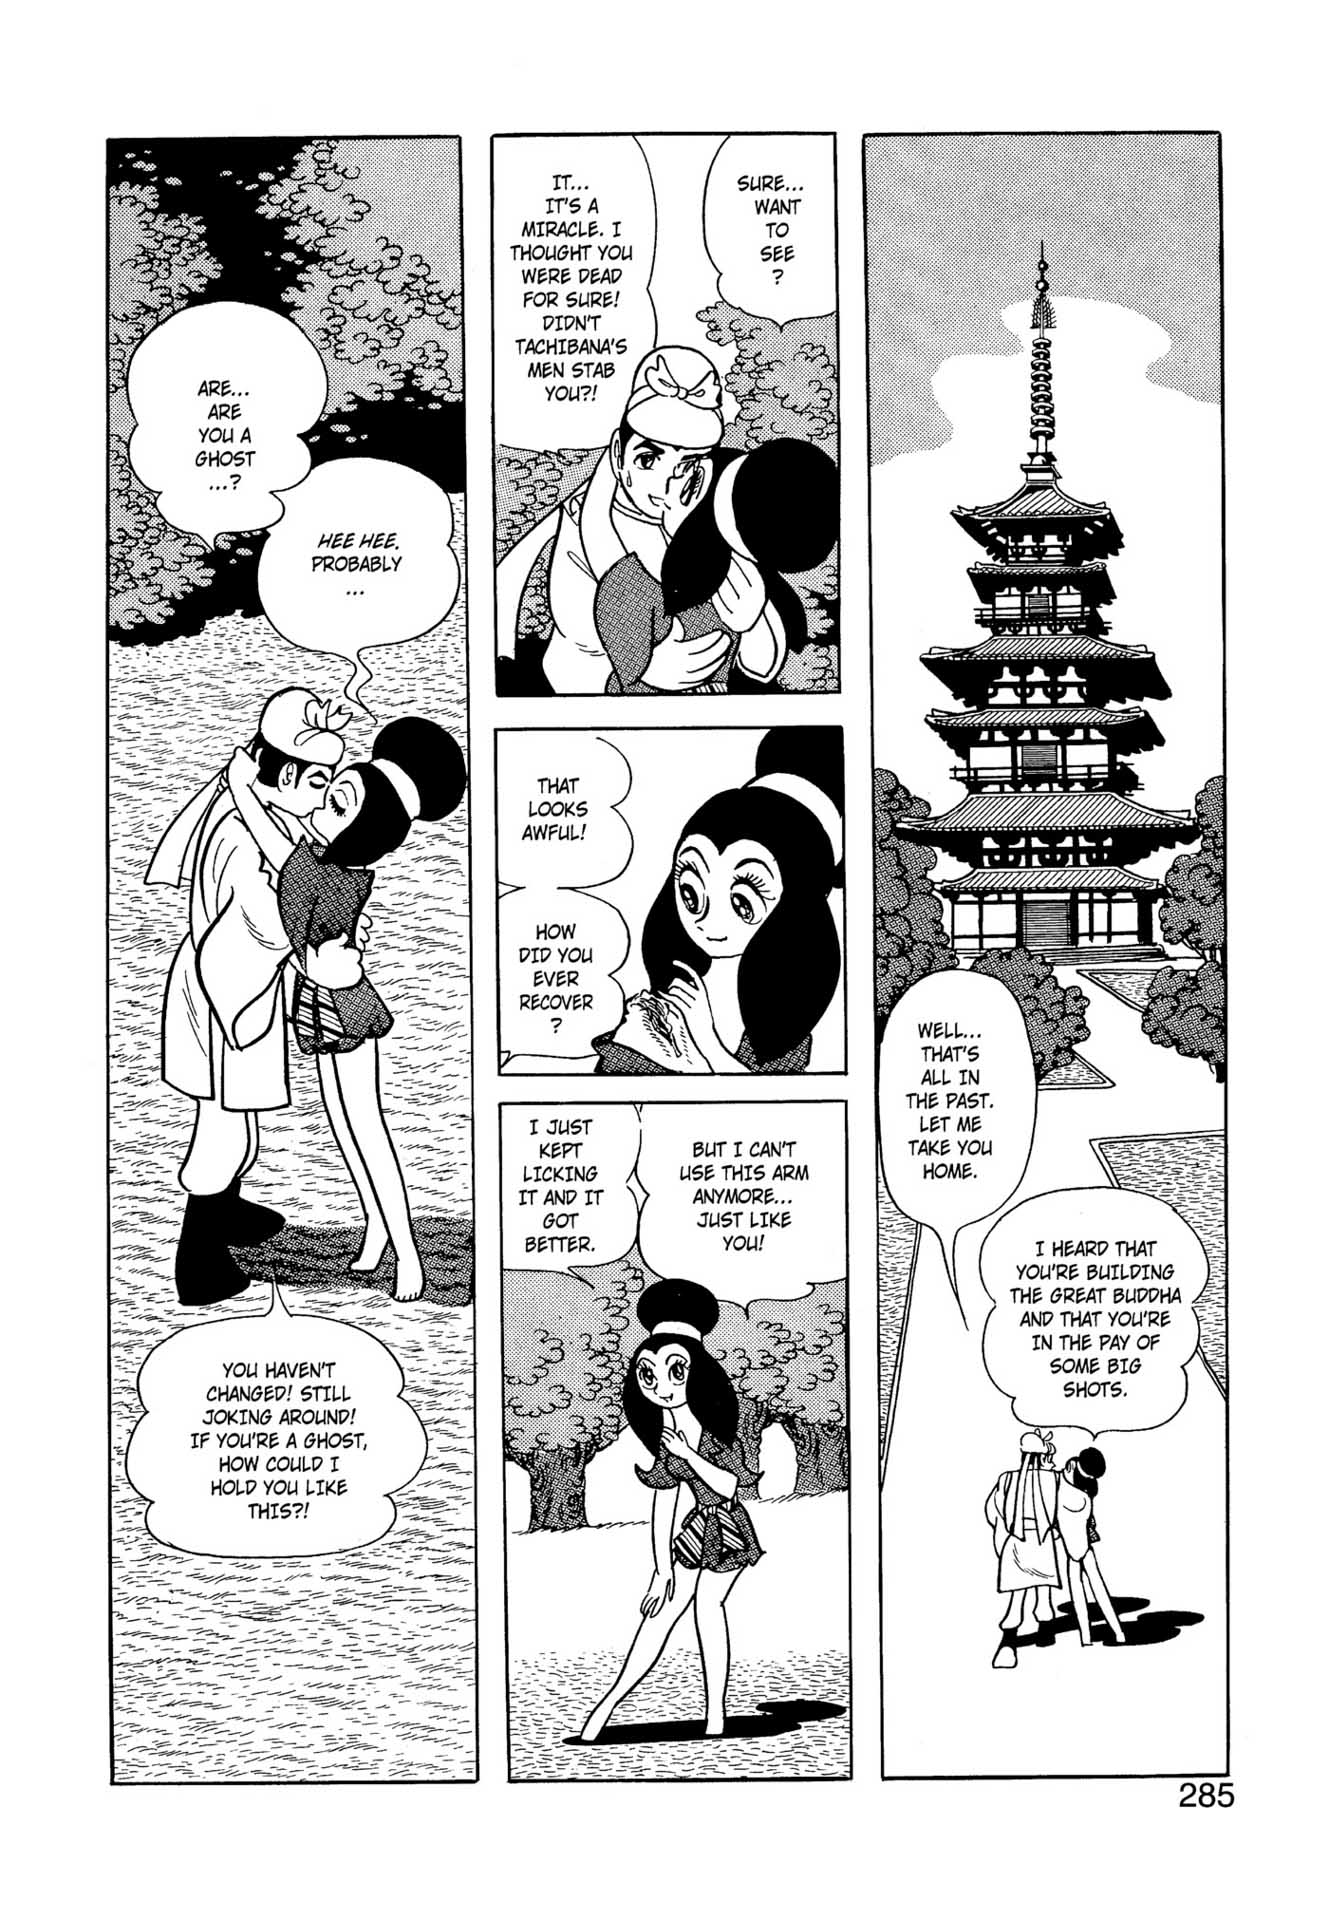 ARE...
ARE
YOU A
GHOST
...?
HEE HEE,
PROBABLY
...
YOU HAVEN'T
CHANGED! STILL
JOKING AROUND!
IF YOU'RE A GHOST,
HOW COULD I
HOLD YOU LIKE
THIS?!
IT...
IT'S A
MIRACLE. I
THOUGHT YOU
WERE DEAD
FOR SURE!
DIDN'T
TACHIBANA'S
MEN STAB
YOU?!
SURE...
WANT
TO
SEE
?
THAT
LOOKS
AWFUL!
HOW
DID YOU
EVER
RECOVER
?
I JUST
KEPT
LICKING
IT AND IT
GOT
BETTER.
BUT I CAN'T
USE THIS ARM
ANYMORE...
JUST LIKE
YOU!
WELL...
THAT'S
ALL IN
THE PAST.
LET ME
TAKE YOU
HOME.
I HEARD THAT
YOU'RE BUILDING
THE GREAT BUDDHA
AND THAT YOU'RE
IN THE PAY OF
SOME BIG
SHOTS.
285